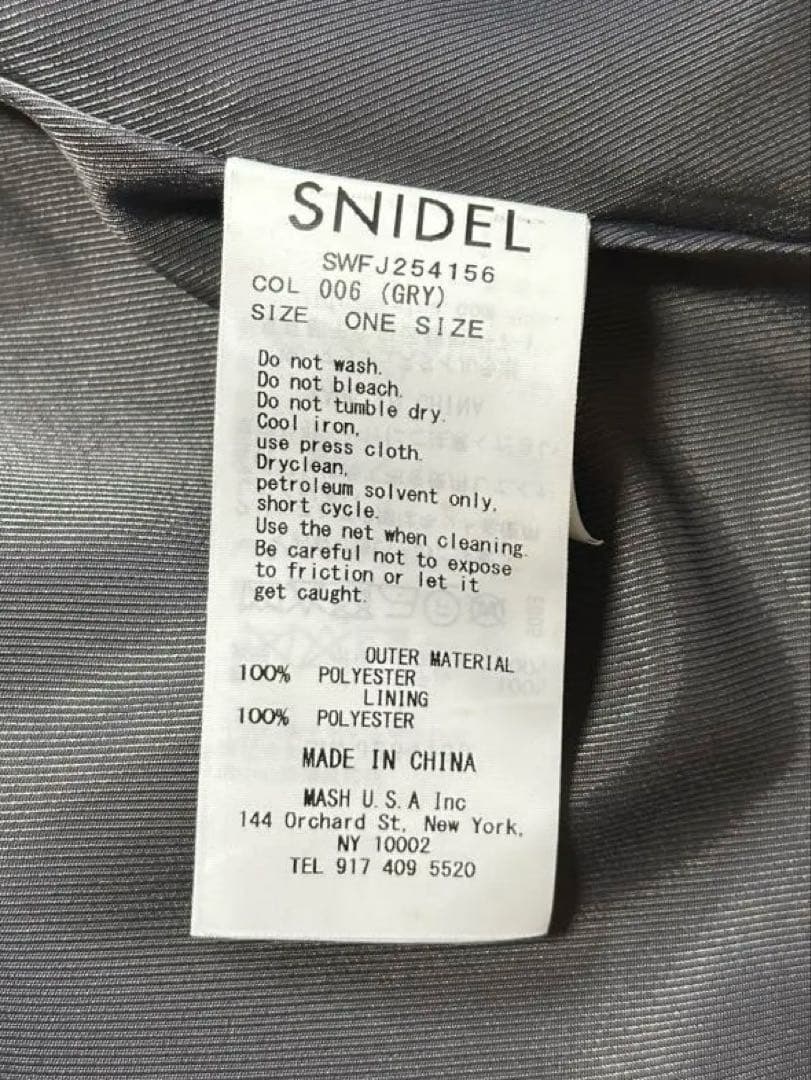 SNIDEL
SWFJ254156
COL 006 (GRY)
SIZE ONE SIZE
Do not wash.
Do not bleach.
Do not tumble dry.
Cool iron,
use press cloth.
Dryclean,
petroleum solvent only,
short cycle.
Use the net when cleaning.
Be careful not to expose
to friction or let it
get caught.
OUTER MATERIAL
100% POLYESTER
LINING
100% POLYESTER
MADE IN CHINA
MASH U.S.A Inc
144 Orchard St, New York,
NY 10002
TEL 917 409 5520